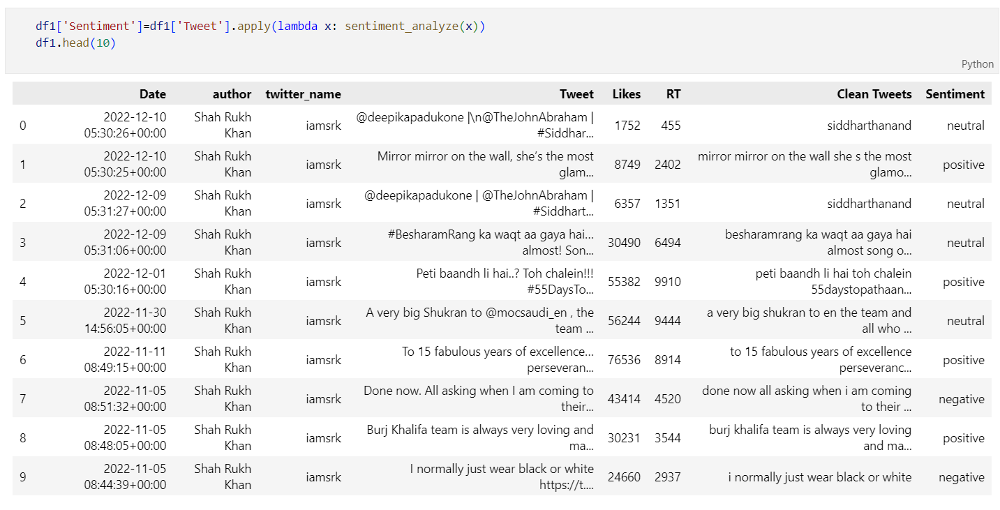 df1['Sentiment']=df1['Tweet'].apply(lambda x: sentiment_analyze(x))
df1.head(10)
Python
Date author twitter_name Tweet Likes RT Clean Tweets Sentiment
0 2022-12-10 05:30:26+00:00 Shah Rukh Khan iamsrk @deepikapadukone |\n@TheJohnAbraham | #Siddhar... 1752 455 siddharthanand neutral
1 2022-12-10 05:30:25+00:00 Shah Rukh Khan iamsrk Mirror mirror on the wall, she’s the most glam... 8749 2402 mirror mirror on the wall she s the most glamo... positive
2 2022-12-09 05:31:27+00:00 Shah Rukh Khan iamsrk @deepikapadukone | @TheJohnAbraham | #Siddhart... 6357 1351 siddharthanand neutral
3 2022-12-09 05:31:06+00:00 Shah Rukh Khan iamsrk #BesharamRang ka waqt aa gaya hai... almost! Son... 30490 6494 besharamrang ka waqt aa gaya hai almost song o... neutral
4 2022-12-01 05:30:16+00:00 Shah Rukh Khan iamsrk Peti baandh li hai..? Toh chalein!!! #55DaysTo... 55382 9910 peti baandh li hai toh chalein 55daystopathaan... positive
5 2022-11-30 14:56:05+00:00 Shah Rukh Khan iamsrk A very big Shukran to @mocsaudi_en , the team ... 56244 9444 a very big shukran to en the team and all who ... neutral
6 2022-11-11 08:49:15+00:00 Shah Rukh Khan iamsrk To 15 fabulous years of excellence... perseveran... 76536 8914 to 15 fabulous years of excellence perseveranc... positive
7 2022-11-05 08:51:32+00:00 Shah Rukh Khan iamsrk Done now. All asking when I am coming to their... 43414 4520 done now all asking when i am coming to their ... negative
8 2022-11-05 08:48:05+00:00 Shah Rukh Khan iamsrk Burj Khalifa team is always very loving and ma... 30231 3544 burj khalifa team is always very loving and ma... positive
9 2022-11-05 08:44:39+00:00 Shah Rukh Khan iamsrk I normally just wear black or white https://t.... 24660 2937 i normally just wear black or white negative